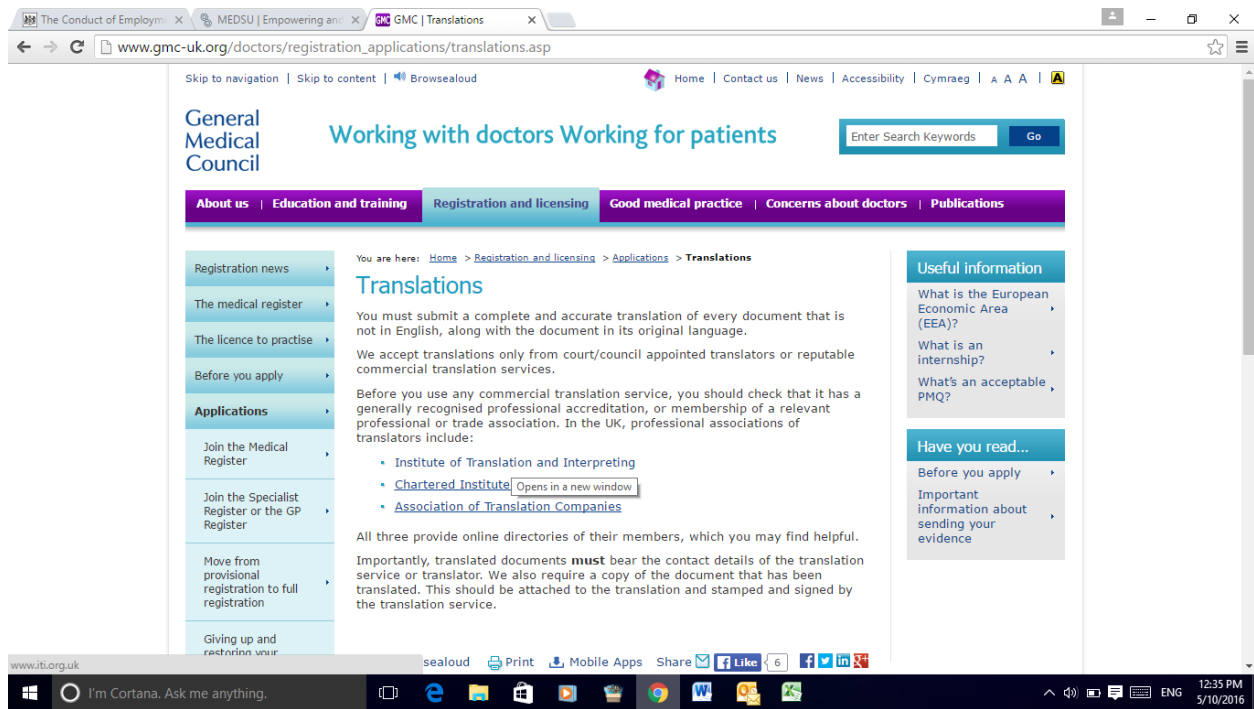 The Conduct of Employm
MEDSU | Empowering and
GMC GMC | Translations
www.gmc-uk.org/doctors/registration_applications/translations.asp
Skip to navigation | Skip to content | Browsealoud
Home | Contact us | News | Accessibility | Cymraeg | A A A | A
General
Medical
Council
Working with doctors Working for patients
Enter Search Keywords Go
About us | Education and training Registration and licensing Good medical practice | Concerns about doctors | Publications
Registration news
The medical register
The licence to practise
Before you apply
Applications
Join the Medical
Register
Join the Specialist
Register or the GP
Register
Move from
provisional
registration to full
registration
Giving up and
restoring your
You are here: Home > Registration and licensing > Applications > Translations
Translations
You must submit a complete and accurate translation of every document that is
not in English, along with the document in its original language.
We accept translations only from court/council appointed translators or reputable
commercial translation services.
Before you use any commercial translation service, you should check that it has a
generally recognised professional accreditation, or membership of a relevant
professional or trade association. In the UK, professional associations of
translators include:
Institute of Translation and Interpreting
Chartered Institute
Opens in a new window
Association of Translation Companies
All three provide online directories of their members, which you may find helpful.
Importantly, translated documents must bear the contact details of the translation
service or translator. We also require a copy of the document that has been
translated. This should be attached to the translation and stamped and signed by
the translation service.
Useful information
What is the European
Economic Area
(EEA)?
What is an
internship?
What's an acceptable
PMQ?
Have you read...
Before you apply
Important
information about
sending your
evidence
www.iti.org.uk
sealoud Print Mobile Apps Share f Like 6
I'm Cortana. Ask me anything.
ENG
12:35 PM
5/10/2016